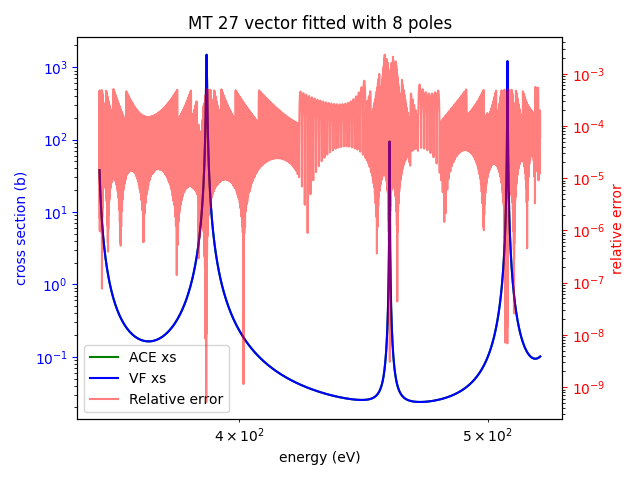 MT 27 vector fitted with 8 poles
cross section (b)
10³
10²
10¹
10⁰
10⁻¹
relative error
10⁻³
10⁻⁴
10⁻⁵
10⁻⁶
10⁻⁷
10⁻⁸
10⁻⁹
ACE xs
VF xs
Relative error
4 × 10² 5 × 10²
energy (eV)